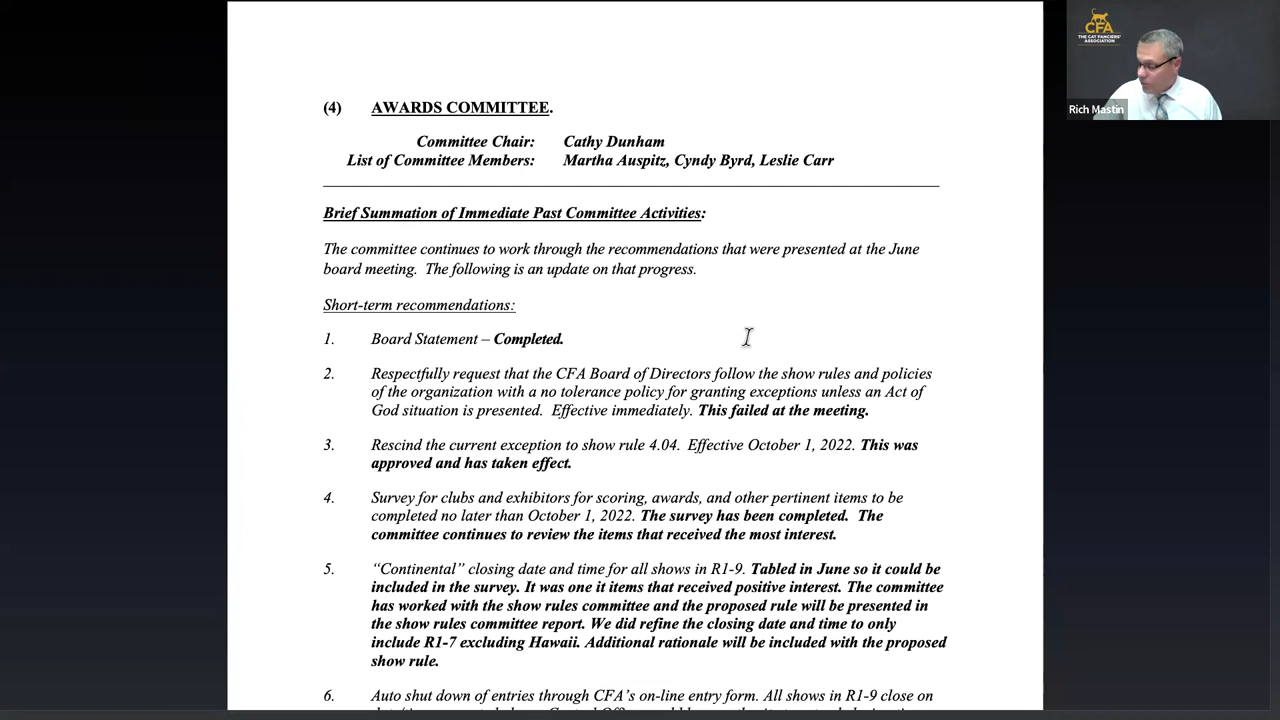 (4) AWARDS COMMITTEE.
Committee Chair: Cathy Dunham
List of Committee Members: Martha Auspitz, Cyndy Byrd, Leslie Carr
Brief Summation of Immediate Past Committee Activities:
The committee continues to work through the recommendations that were presented at the June
board meeting. The following is an update on that progress.
Short-term recommendations:
1. Board Statement – Completed.
2. Respectfully request that the CFA Board of Directors follow the show rules and policies
of the organization with a no tolerance policy for granting exceptions unless an Act of
God situation is presented. Effective immediately. This failed at the meeting.
3. Rescind the current exception to show rule 4.04. Effective October 1, 2022. This was
approved and has taken effect.
4. Survey for clubs and exhibitors for scoring, awards, and other pertinent items to be
completed no later than October 1, 2022. The survey has been completed. The
committee continues to review the items that received the most interest.
5. “Continental” closing date and time for all shows in R1-9. Tabled in June so it could be
included in the survey. It was one it items that received positive interest. The committee
has worked with the show rules committee and the proposed rule will be presented in
the show rules committee report. We did refine the closing date and time to only
include R1-7 excluding Hawaii. Additional rationale will be included with the proposed
show rule.
6. Auto shut down of entries through CFA’s on-line entry form. All shows in R1-9 close on
CFA
THE CAT FANCIERS'
ASSOCIATION
Rich Mastin